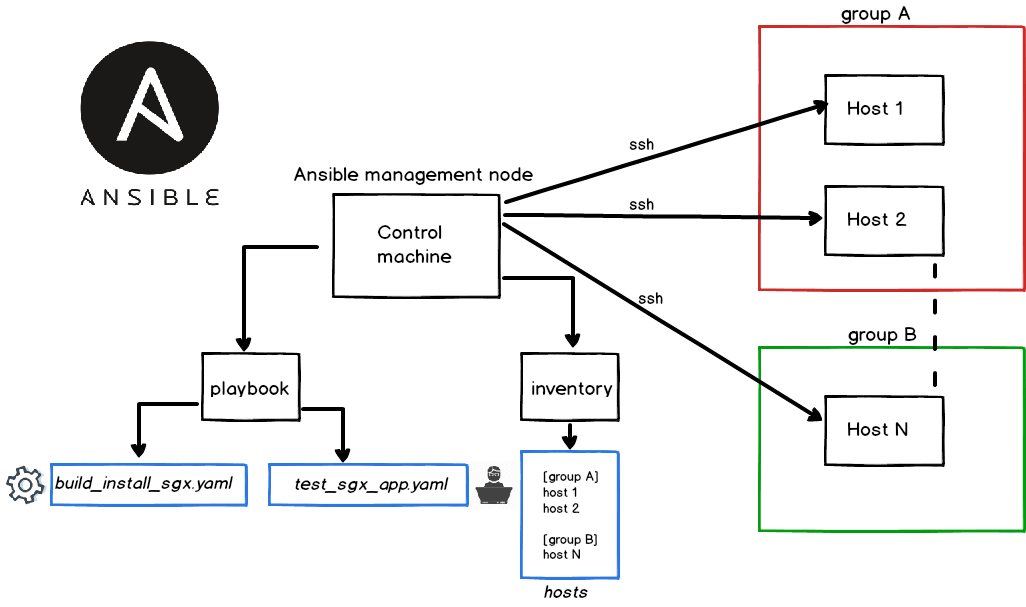 group A
Host 1
ssh
ANSIBLE
Ansible management node
ssh
Host 2
Control
machine
ssh
group B
playbook
inventory
Host N
build_install_sgx.yaml
test_sgx_app.yaml
[group A]
host 1
host 2
[group B]
host N
hosts